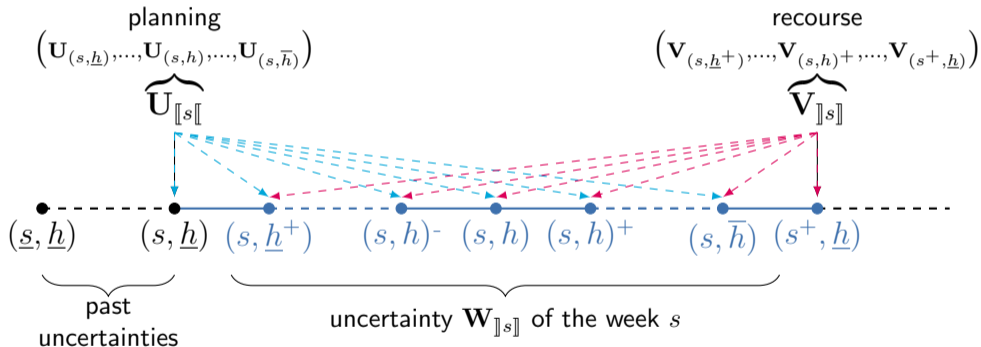 planning
(U_(s,h̲),...,U_(s,h),...,U_(s,h̅))
U_⟦s⟦
recourse
(V_(s,h̲⁺),...,V_(s,h)⁺,...,V_(s⁺,h̲))
V_⟧s⟧
(s̲, h̲) (s, h̲) (s, h̲⁺) (s, h)⁻ (s, h) (s, h)⁺ (s, h̅) (s⁺, h̲)
past
uncertainties
uncertainty W_⟧s⟧ of the week s